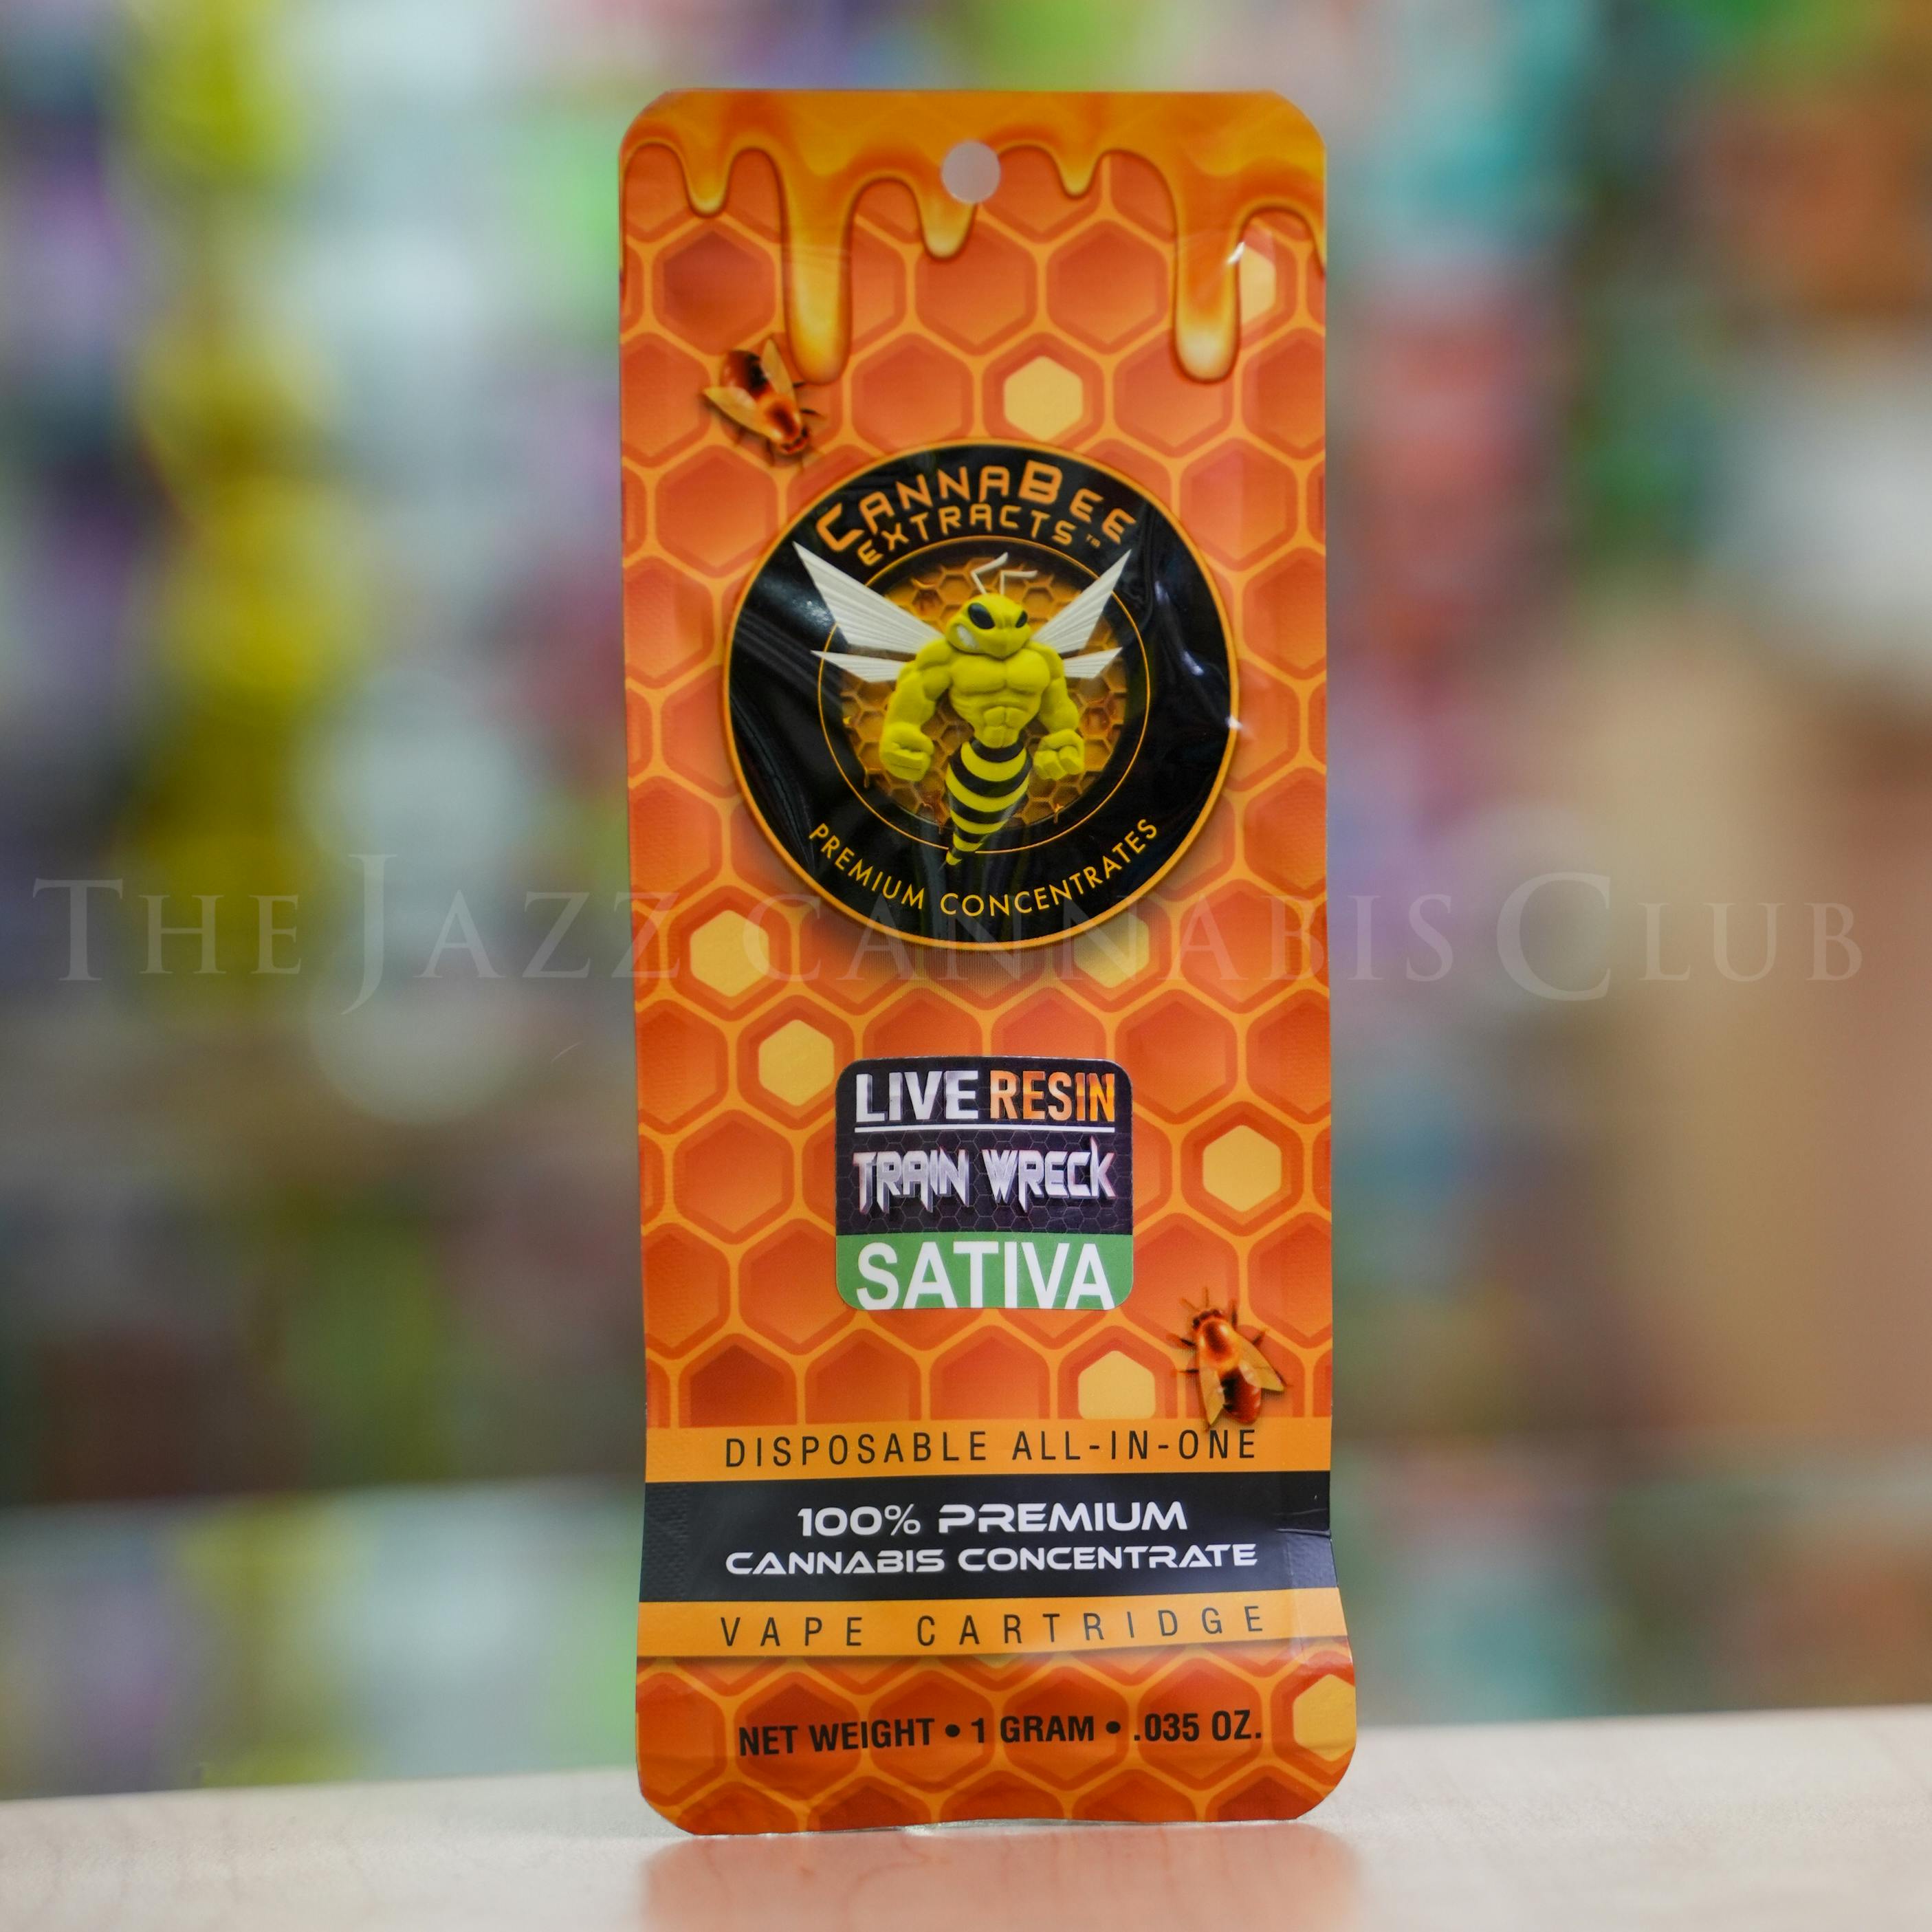 CANNABEE
EXTRACTS™
PREMIUM CONCENTRATES
THE JAZZ CANNABIS CLUB
LIVE RESIN
TRAIN WRECK
SATIVA
DISPOSABLE ALL-IN-ONE
100% PREMIUM
CANNABIS CONCENTRATE
VAPE CARTRIDGE
NET WEIGHT • 1 GRAM • .035 OZ.